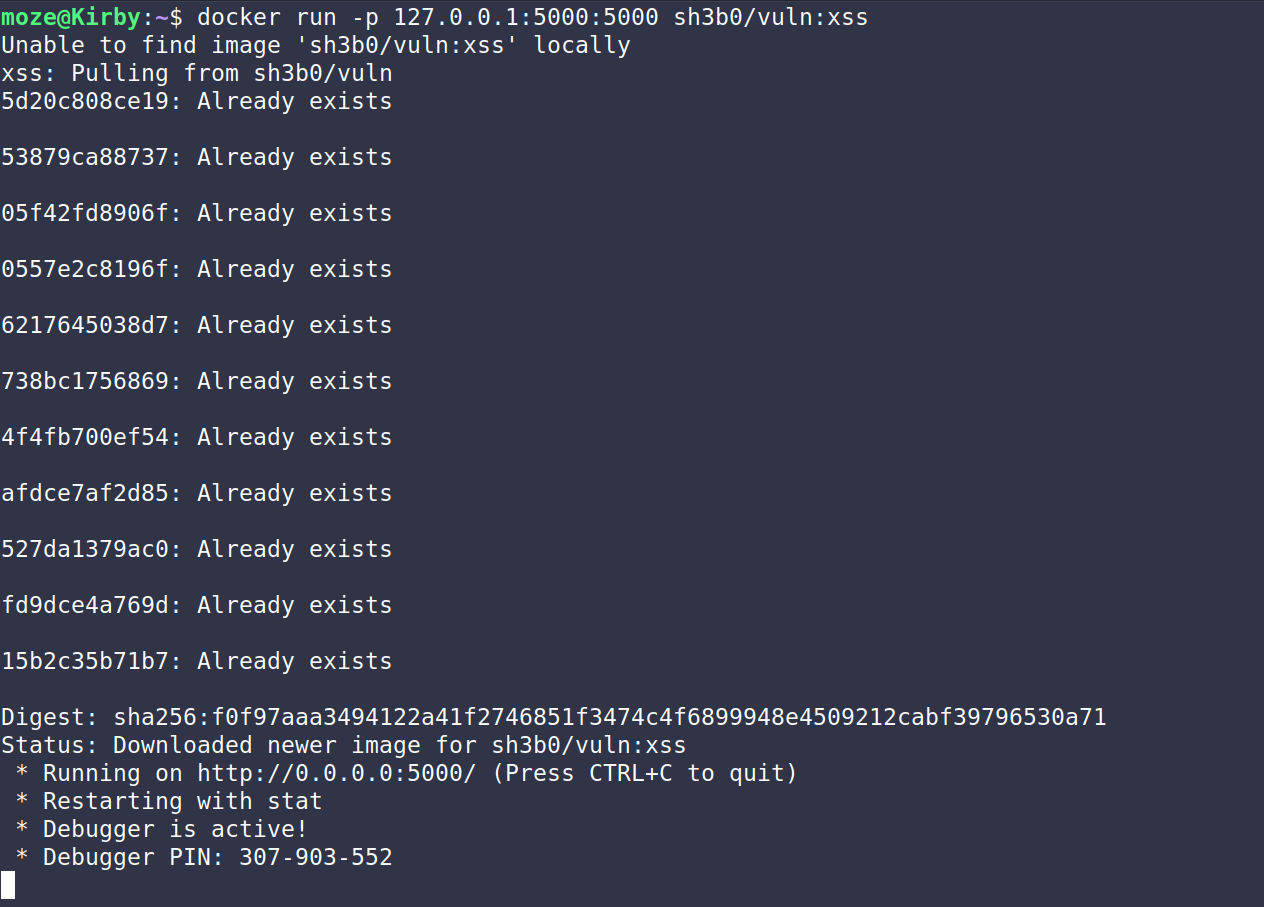 moze@Kirby:~$ docker run -p 127.0.0.1:5000:5000 sh3b0/vuln:xss
Unable to find image 'sh3b0/vuln:xss' locally
xss: Pulling from sh3b0/vuln
5d20c808ce19: Already exists
53879ca88737: Already exists
05f42fd8906f: Already exists
0557e2c8196f: Already exists
6217645038d7: Already exists
738bc1756869: Already exists
4f4fb700ef54: Already exists
afdce7af2d85: Already exists
527da1379ac0: Already exists
fd9dce4a769d: Already exists
15b2c35b71b7: Already exists
Digest: sha256:f0f97aaa3494122a41f2746851f3474c4f6899948e4509212cabf39796530a71
Status: Downloaded newer image for sh3b0/vuln:xss
 * Running on http://0.0.0.0:5000/ (Press CTRL+C to quit)
 * Restarting with stat
 * Debugger is active!
 * Debugger PIN: 307-903-552